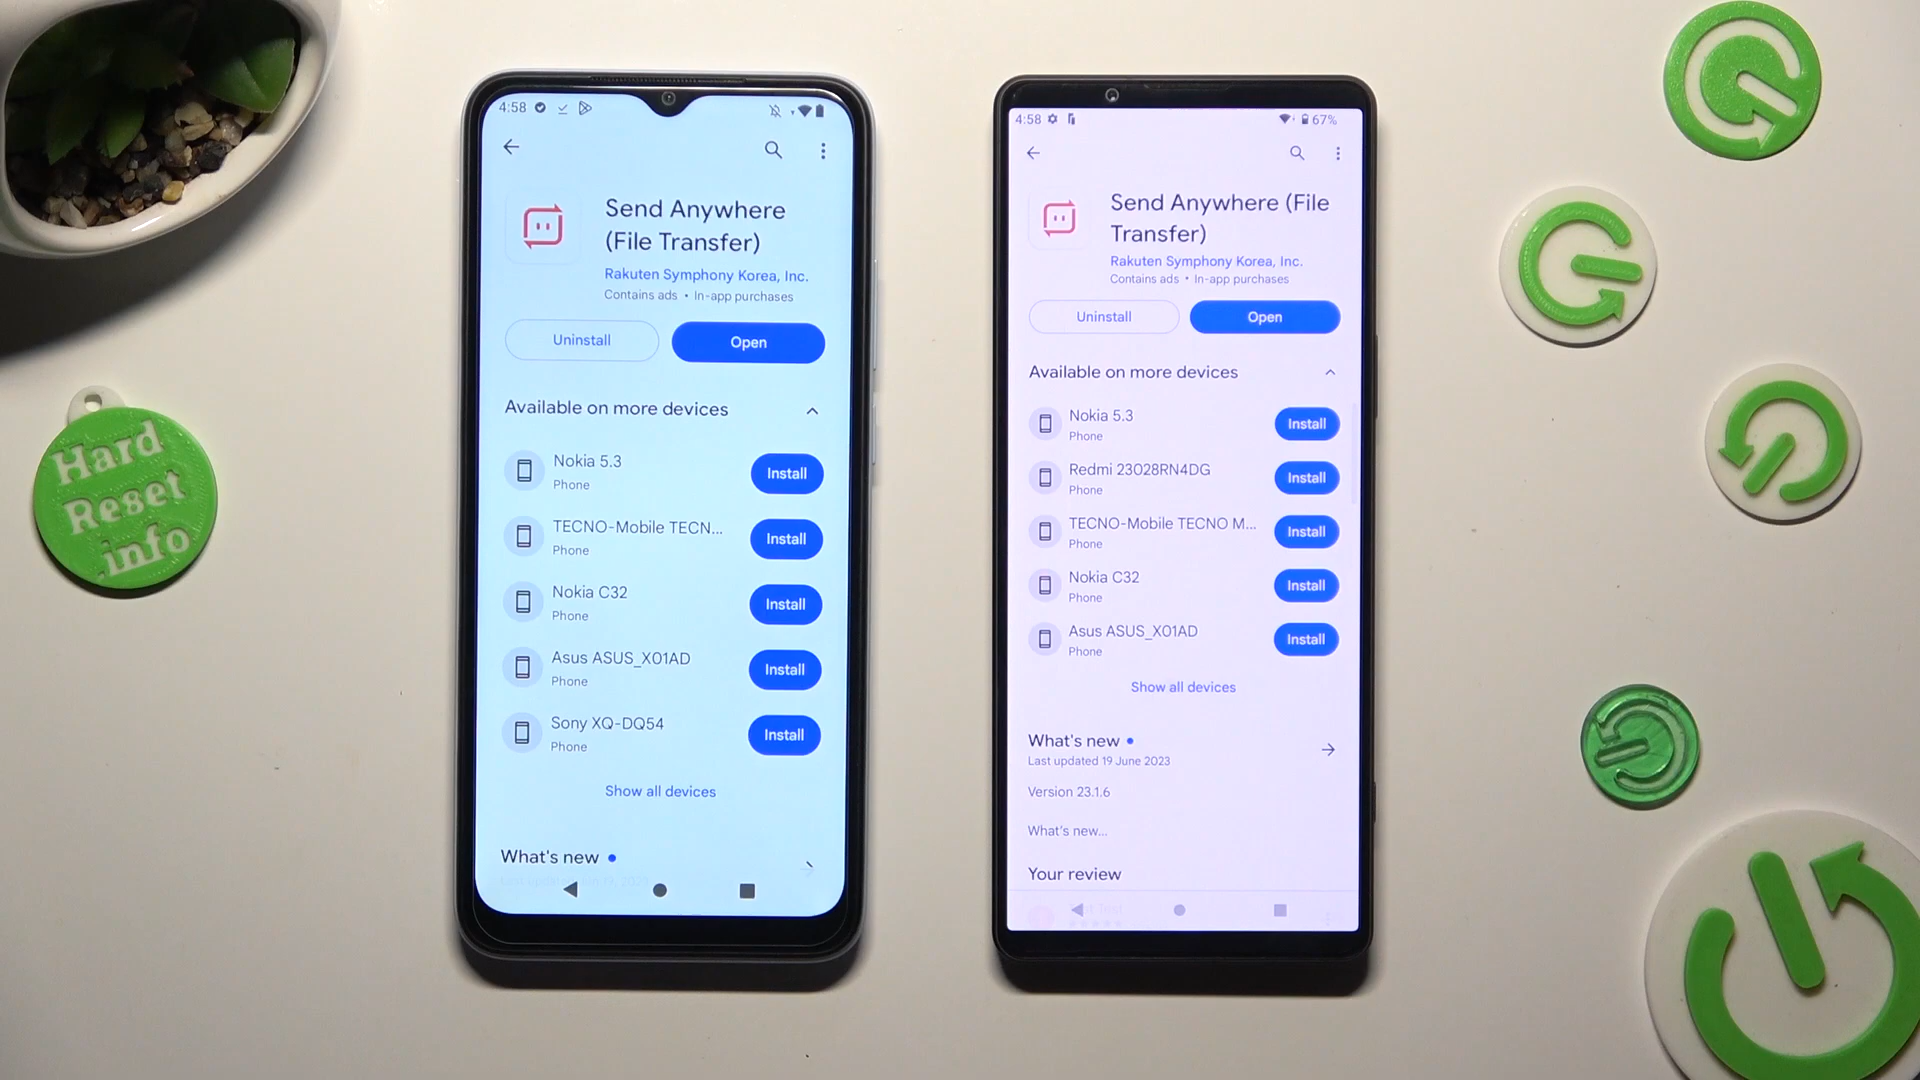 4:58
Send Anywhere
(File Transfer)
Rakuten Symphony Korea, Inc.
Contains ads • In-app purchases
Uninstall
Open
Available on more devices
Nokia 5.3
Phone
Install
TECNO-Mobile TECN...
Phone
Install
Nokia C32
Phone
Install
Asus ASUS_X01AD
Phone
Install
Sony XQ-DQ54
Phone
Install
Show all devices
What's new
4:58
67%
Send Anywhere (File
Transfer)
Rakuten Symphony Korea, Inc.
Contains ads • In-app purchases
Uninstall
Open
Available on more devices
Nokia 5.3
Phone
Install
Redmi 23028RN4DG
Phone
Install
TECNO-Mobile TECNO M...
Phone
Install
Nokia C32
Phone
Install
Asus ASUS_X01AD
Phone
Install
Show all devices
What's new
Last updated 19 June 2023
Version 23.1.6
What's new...
Your review
Hard
Reset
.info